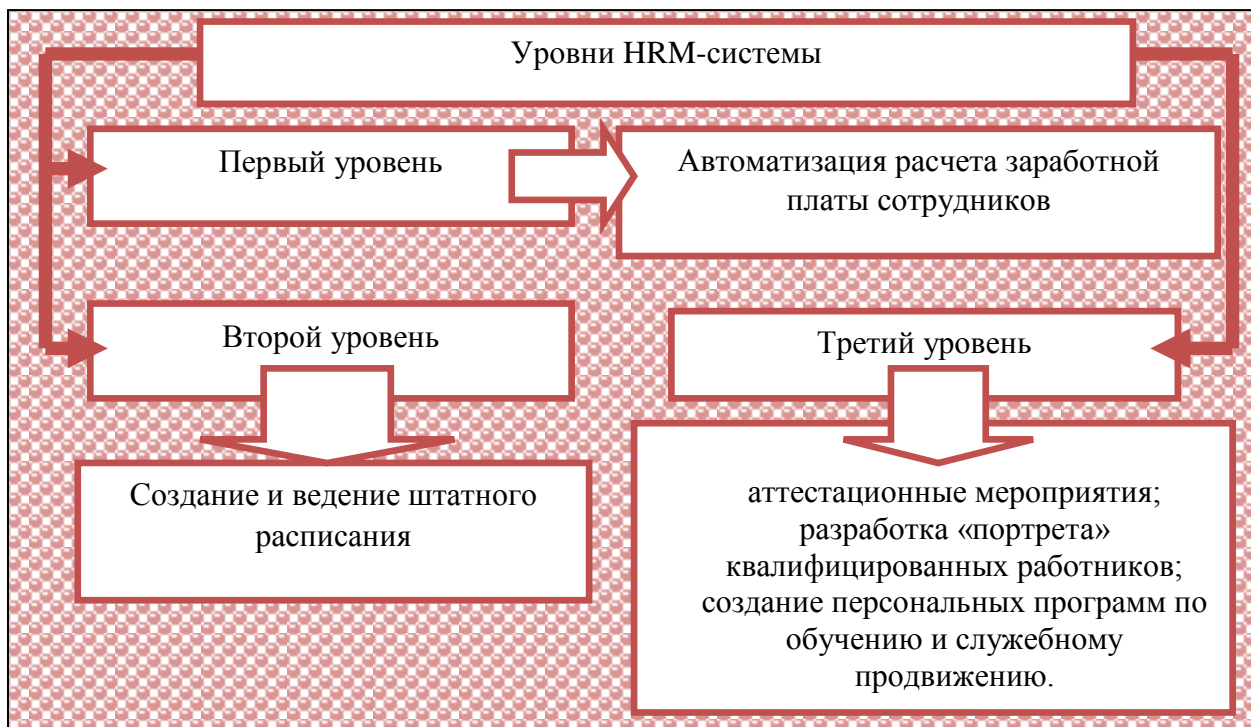 Уровни HRM-системы
Первый уровень
Автоматизация расчета заработной
платы сотрудников
Второй уровень
Третий уровень
Создание и ведение штатного
расписания
аттестационные мероприятия;
разработка «портрета»
квалифицированных работников;
создание персональных программ по
обучению и служебному
продвижению.